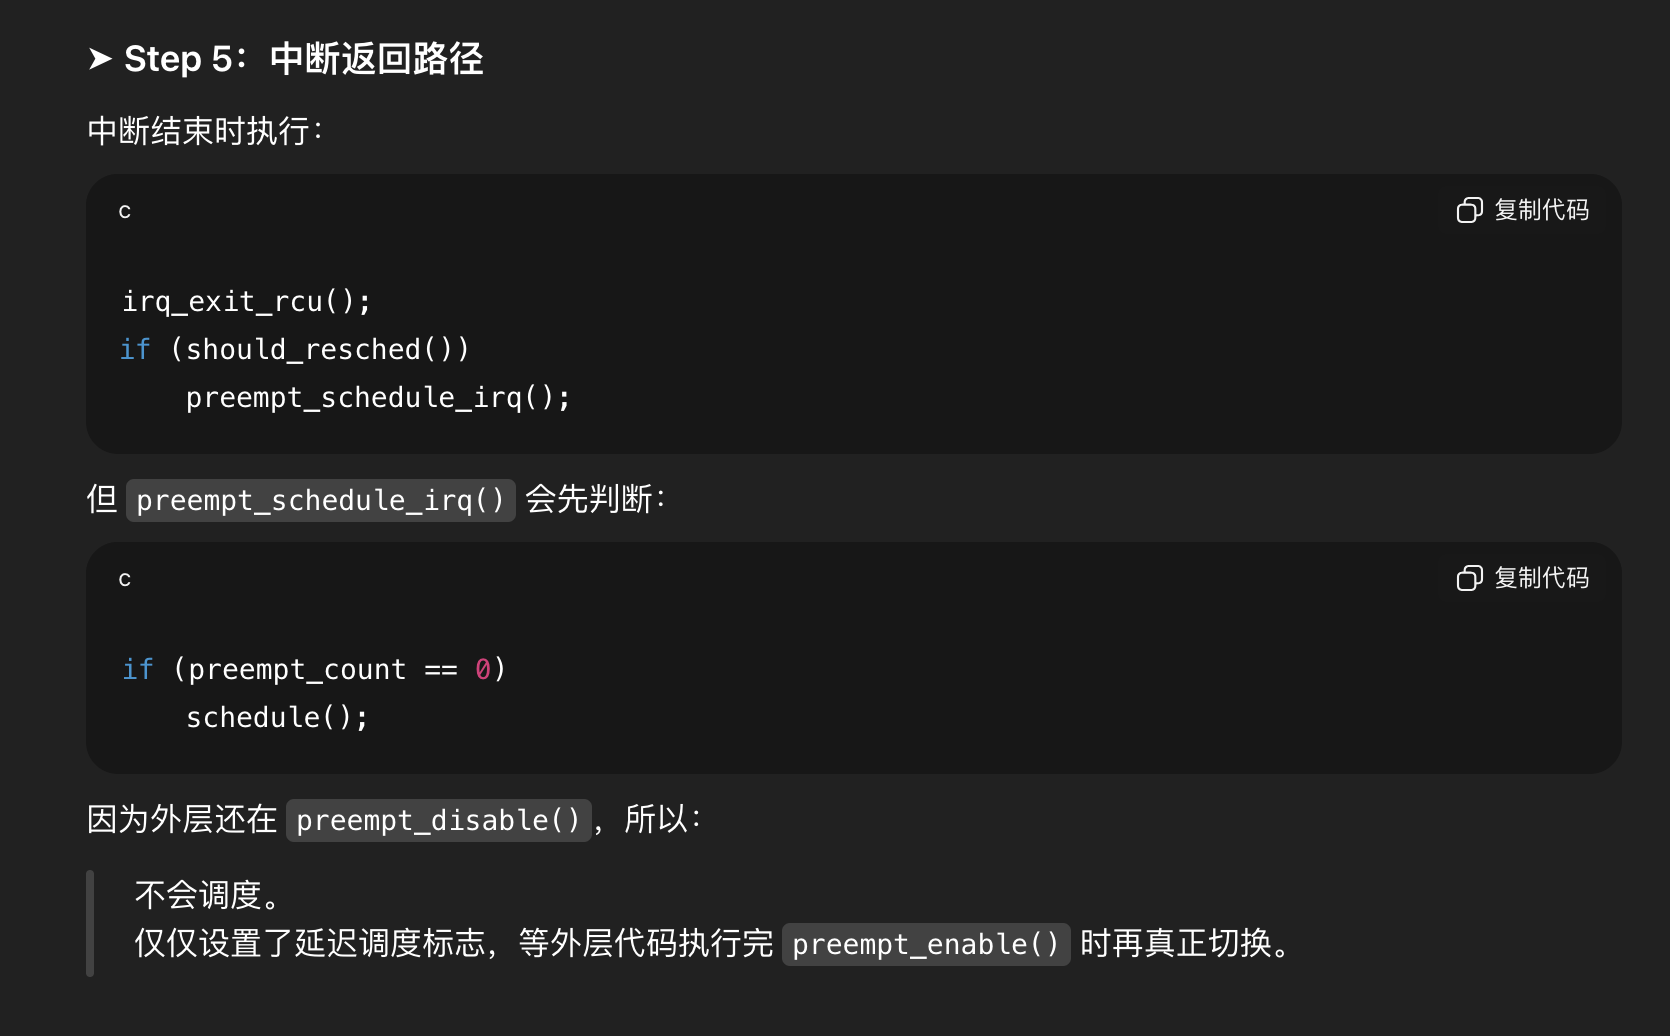 ➤ Step 5：中断返回路径
中断结束时执行：
c
复制代码
irq_exit_rcu();
if (should_resched())
    preempt_schedule_irq();
但 preempt_schedule_irq() 会先判断：
c
复制代码
if (preempt_count == 0)
    schedule();
因为外层还在 preempt_disable()，所以：
不会调度。
仅仅设置了延迟调度标志，等外层代码执行完 preempt_enable() 时再真正切换。